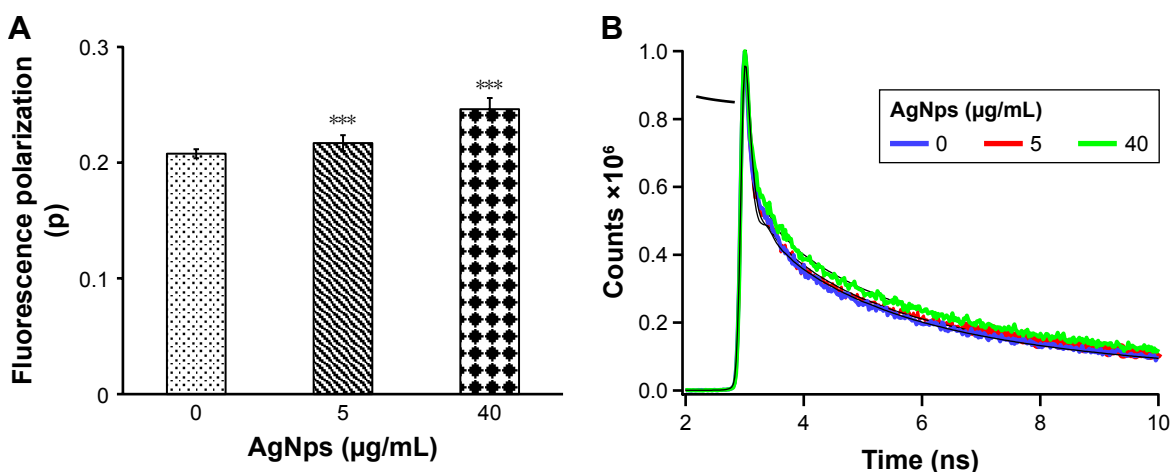 A
Fluorescence polarization
(p)
0.3
0.2
0.1
0
***
***
0
5
40
AgNps (µg/mL)
B
Counts ×10⁶
1.0
0.8
0.6
0.4
0.2
0.0
AgNps (µg/mL)
0
5
40
2
4
6
8
10
Time (ns)